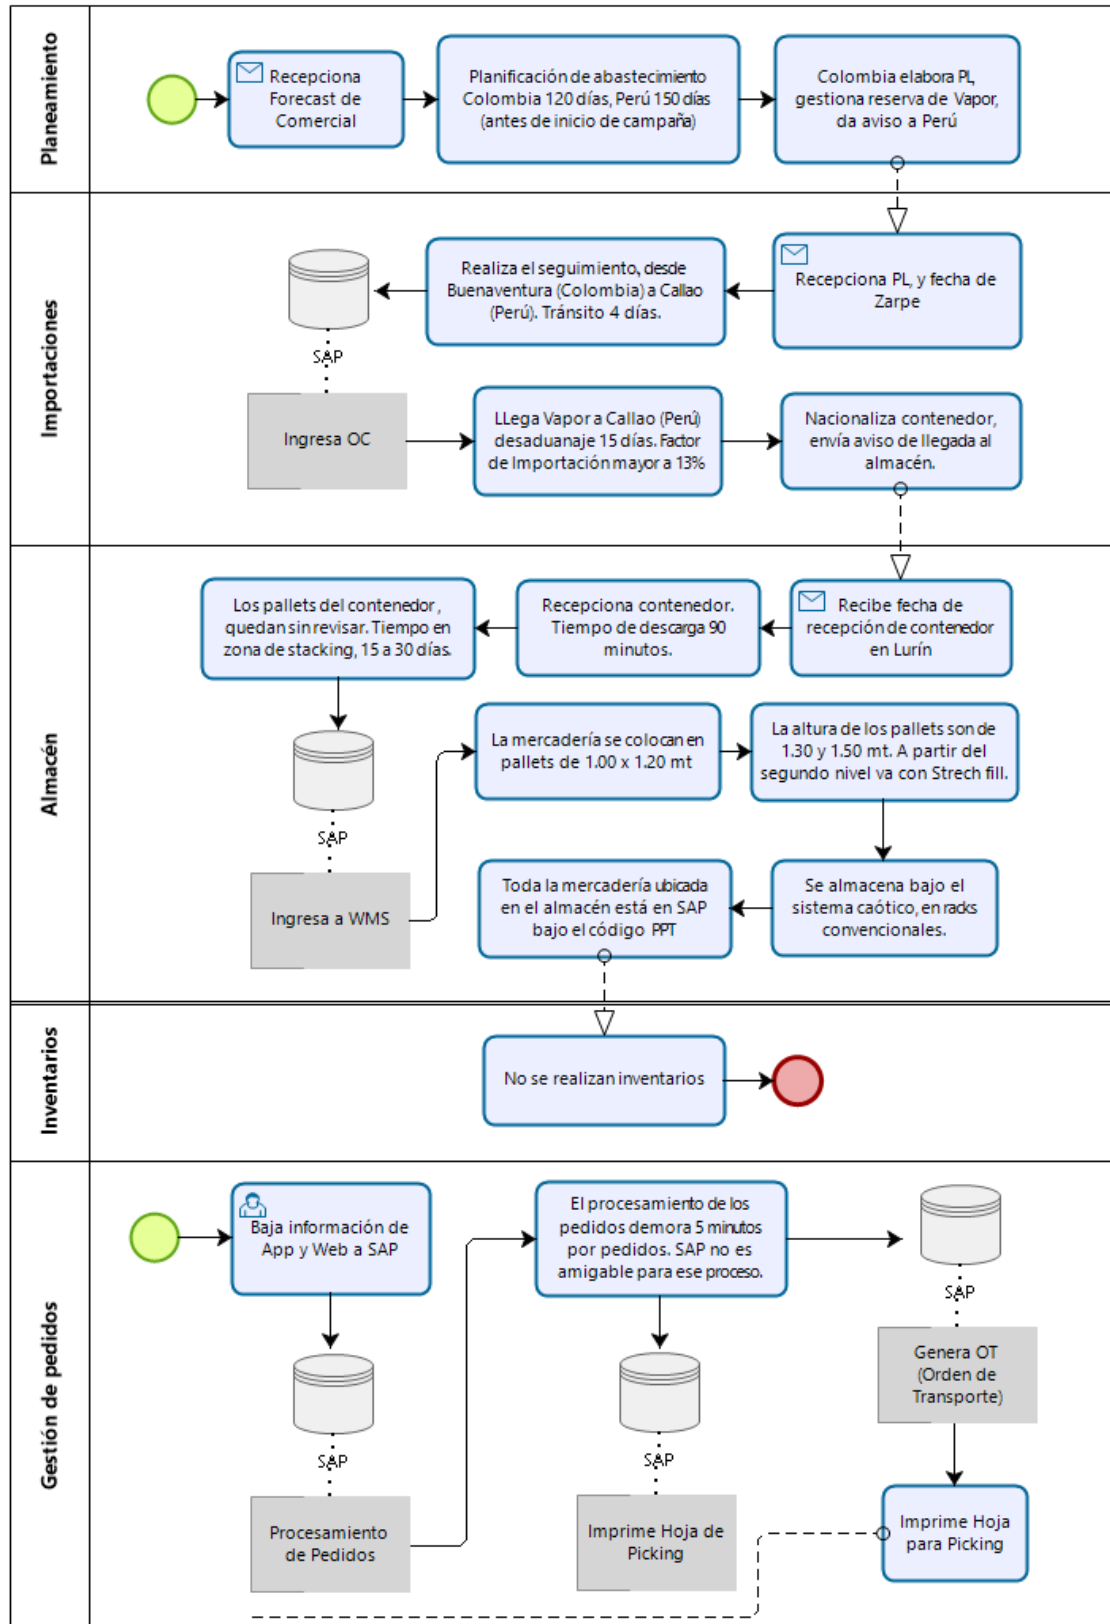 Planeamiento
Recepciona
Forecast de
Comercial
Planificación de abastecimiento
Colombia 120 días, Perú 150 días
(antes de inicio de campaña)
Colombia elabora PL,
gestiona reserva de Vapor,
da aviso a Perú
Importaciones
Recepciona PL, y fecha de
Zarpe
Realiza el seguimiento, desde
Buenaventura (Colombia) a Callao
(Perú). Tránsito 4 días.
SAP
Ingresa OC
LLega Vapor a Callao (Perú)
desaduanaje 15 días. Factor
de Importación mayor a 13%
Nacionaliza contenedor,
envía aviso de llegada al
almacén.
Almacén
Recibe fecha de
recepción de contenedor
en Lurín
Recepciona contenedor.
Tiempo de descarga 90
minutos.
Los pallets del contenedor,
quedan sin revisar. Tiempo en
zona de stacking, 15 a 30 días.
SAP
Ingresa a WMS
La mercadería se colocan en
pallets de 1.00 x 1.20 mt
La altura de los pallets son de
1.30 y 1.50 mt. A partir del
segundo nivel va con Strech fill.
Se almacena bajo el
sistema caótico, en racks
convencionales.
Toda la mercadería ubicada
en el almacén está en SAP
bajo el código PPT
Inventarios
No se realizan inventarios
Gestión de pedidos
Baja información de
App y Web a SAP
SAP
Procesamiento
de Pedidos
El procesamiento de los
pedidos demora 5 minutos
por pedidos. SAP no es
amigable para ese proceso.
SAP
Imprime Hoja de
Picking
SAP
Genera OT
(Orden de
Transporte)
Imprime Hoja
para Picking